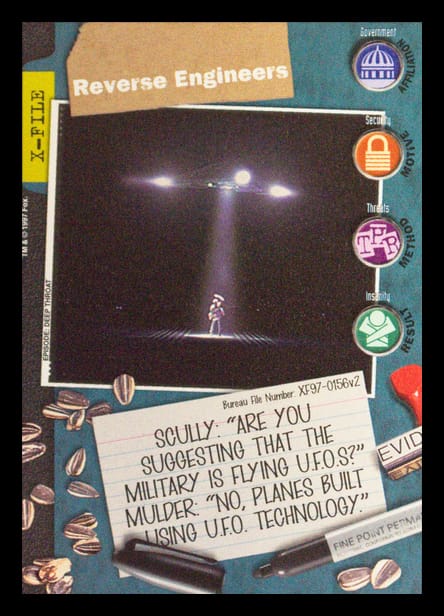 Reverse Engineers
X-FILE
TM & © 1997 Fox.
EPISODE: DEEP THROAT
Government
AFFILIATION
Security
MOTIVE
Threats
METHOD
Insanity
RESULT
Bureau File Number: XF97-0156v2
SCULLY: "ARE YOU
SUGGESTING THAT THE
MILITARY IS FLYING U.F.O.S?"
MULDER: "NO, PLANES BUILT
USING U.F.O. TECHNOLOGY."
EVID
FINE POINT PERMA